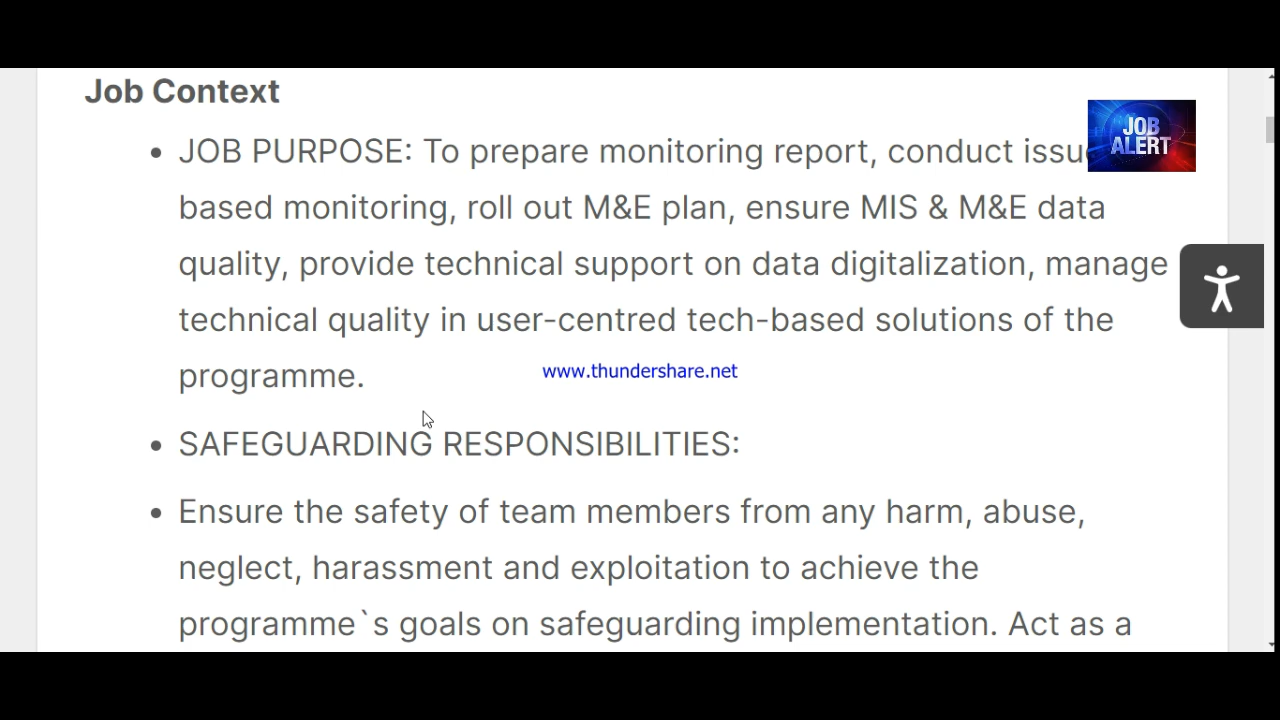 Job Context
• JOB PURPOSE: To prepare monitoring report, conduct
JOB
ALERT
based monitoring, roll out M&E plan, ensure MIS & M&E data
quality, provide technical support on data digitalization, manage
technical quality in user-centred tech-based solutions of the
programme.
www.thundershare.net
• SAFEGUARDING RESPONSIBILITIES:
• Ensure the safety of team members from any harm, abuse,
neglect, harassment and exploitation to achieve the
programme`s goals on safeguarding implementation. Act as a